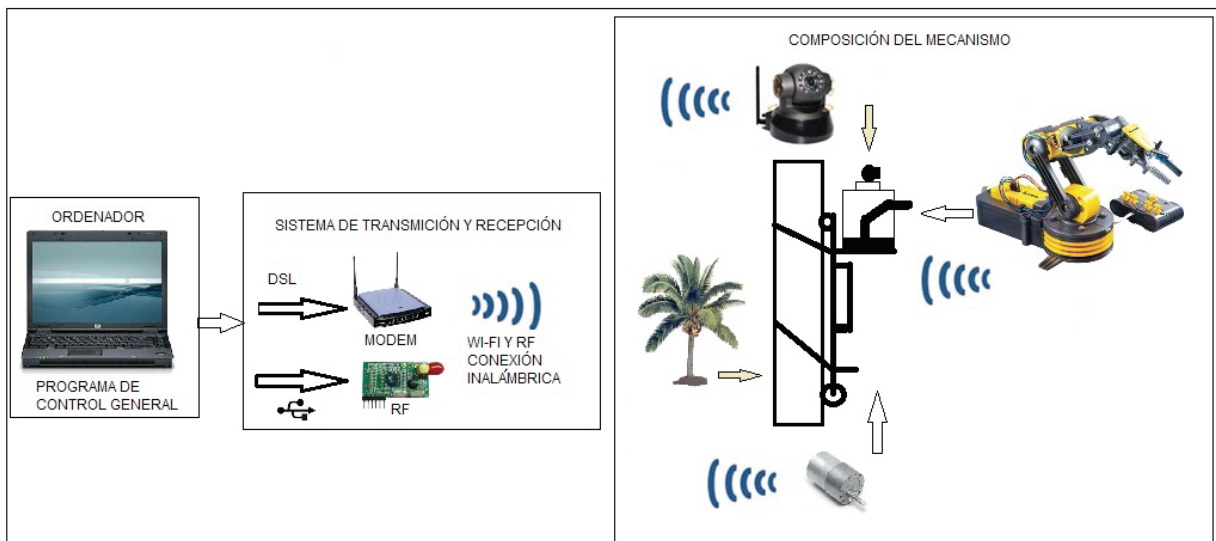 COMPOSICIÓN DEL MECANISMO
ORDENADOR
PROGRAMA DE
CONTROL GENERAL
SISTEMA DE TRANSMICIÓN Y RECEPCIÓN
DSL
MODEM
RF
WI-FI Y RF
CONEXIÓN
INALÁMBRICA